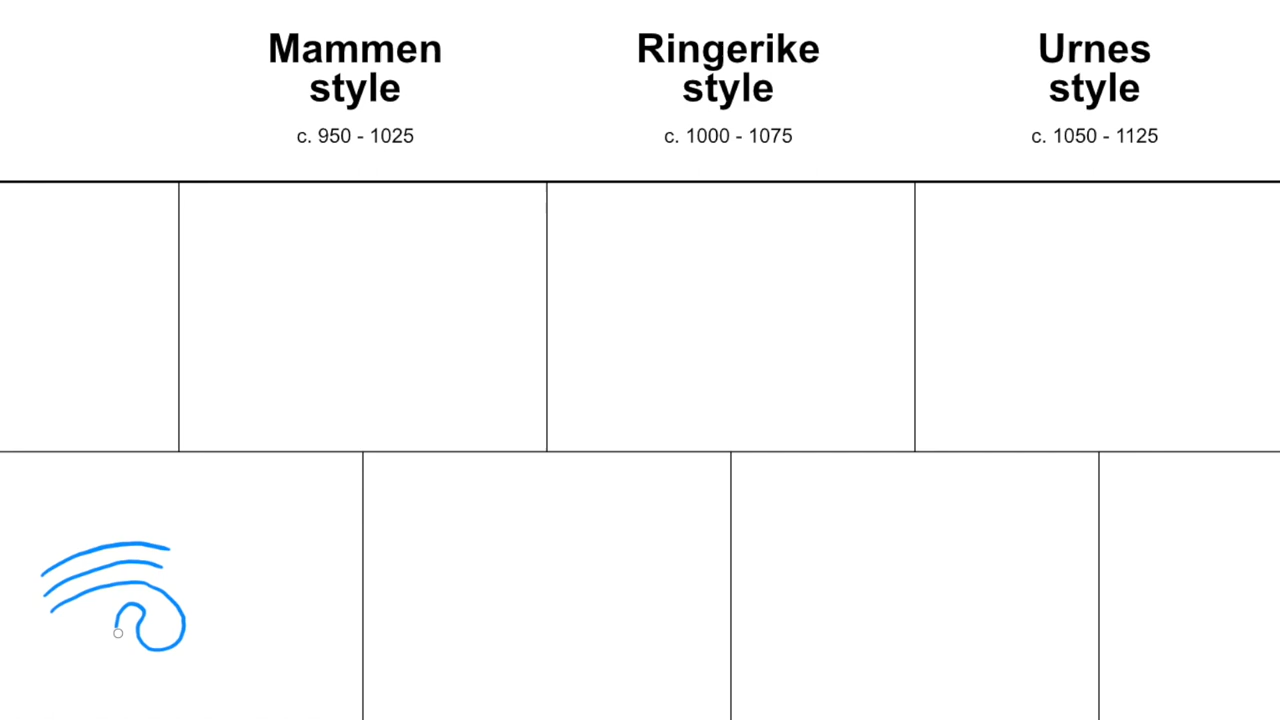 Mammen
style
c. 950 - 1025
Ringerike
style
c. 1000 - 1075
Urnes
style
c. 1050 - 1125